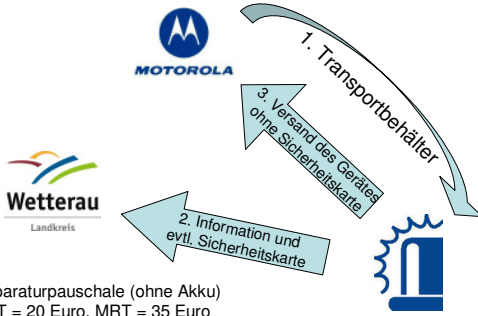 MOTOROLA
1. Transportbehälter
3. Versand des Gerätes
ohne Sicherheitskarte
Wetterau
Landkreis
2. Information und
evtl. Sicherheitskarte
paraturpauschale (ohne Akku)
T = 20 Euro, MRT = 35 Euro